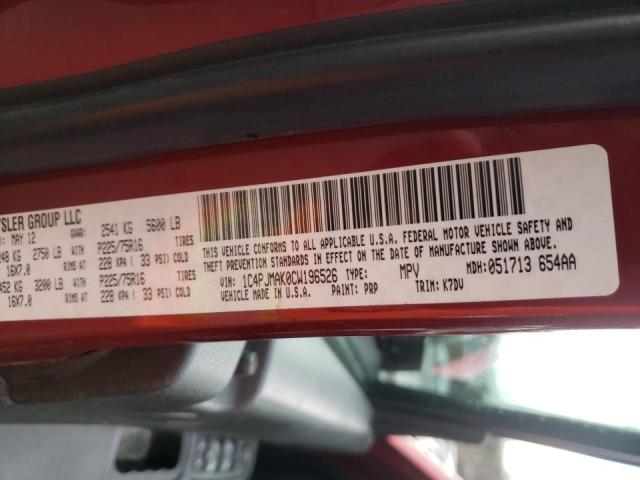 SLER GROUP LLC
MAY 12 GVWR: 2541 KG 5600 LB
2750 LB WITH P225/75R16 TIRES
16X7.0 RIMS AT 228 KPA ( 33 PSI) COLD
3200 LB WITH P225/75R16 TIRES
16X7.0 RIMS AT 228 KPA ( 33 PSI) COLD
THIS VEHICLE CONFORMS TO ALL APPLICABLE U.S.A. FEDERAL MOTOR VEHICLE SAFETY AND
THEFT PREVENTION STANDARDS IN EFFECT ON THE DATE OF MANUFACTURE SHOWN ABOVE.
VIN: 1C4PJMAK0CW196526 TYPE: MPV MDH: 051713 654AA
VEHICLE MADE IN U.S.A. PAINT: PRP TRIM: K7DV